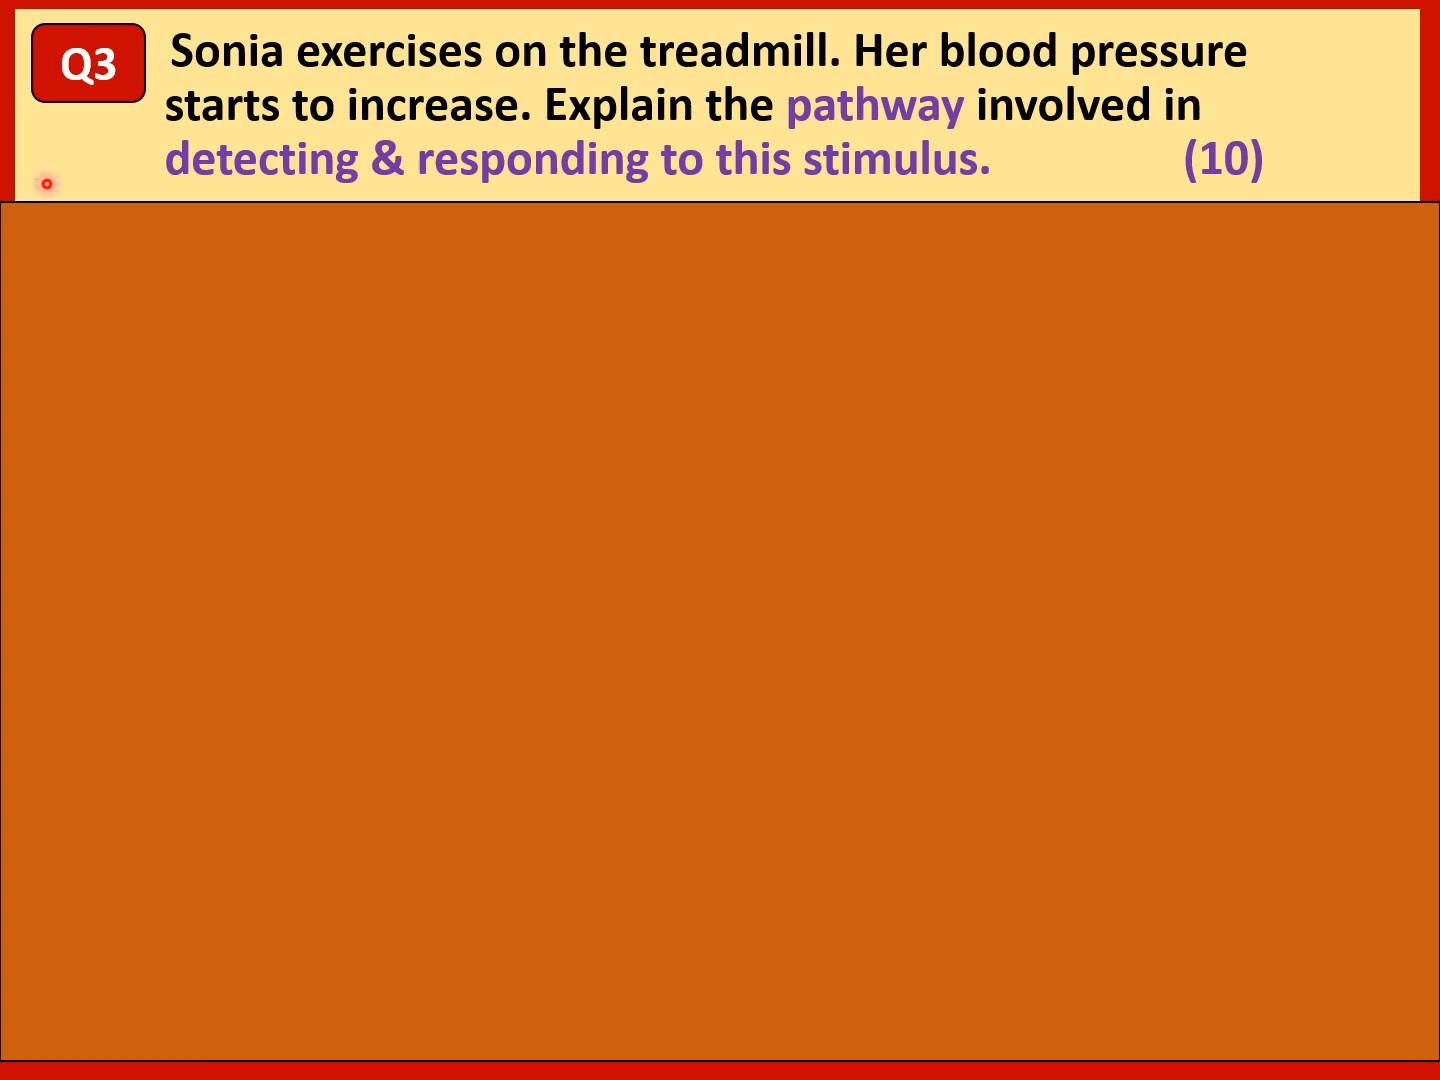 Q3 Sonia exercises on the treadmill. Her blood pressure
starts to increase. Explain the pathway involved in
detecting & responding to this stimulus. (10)